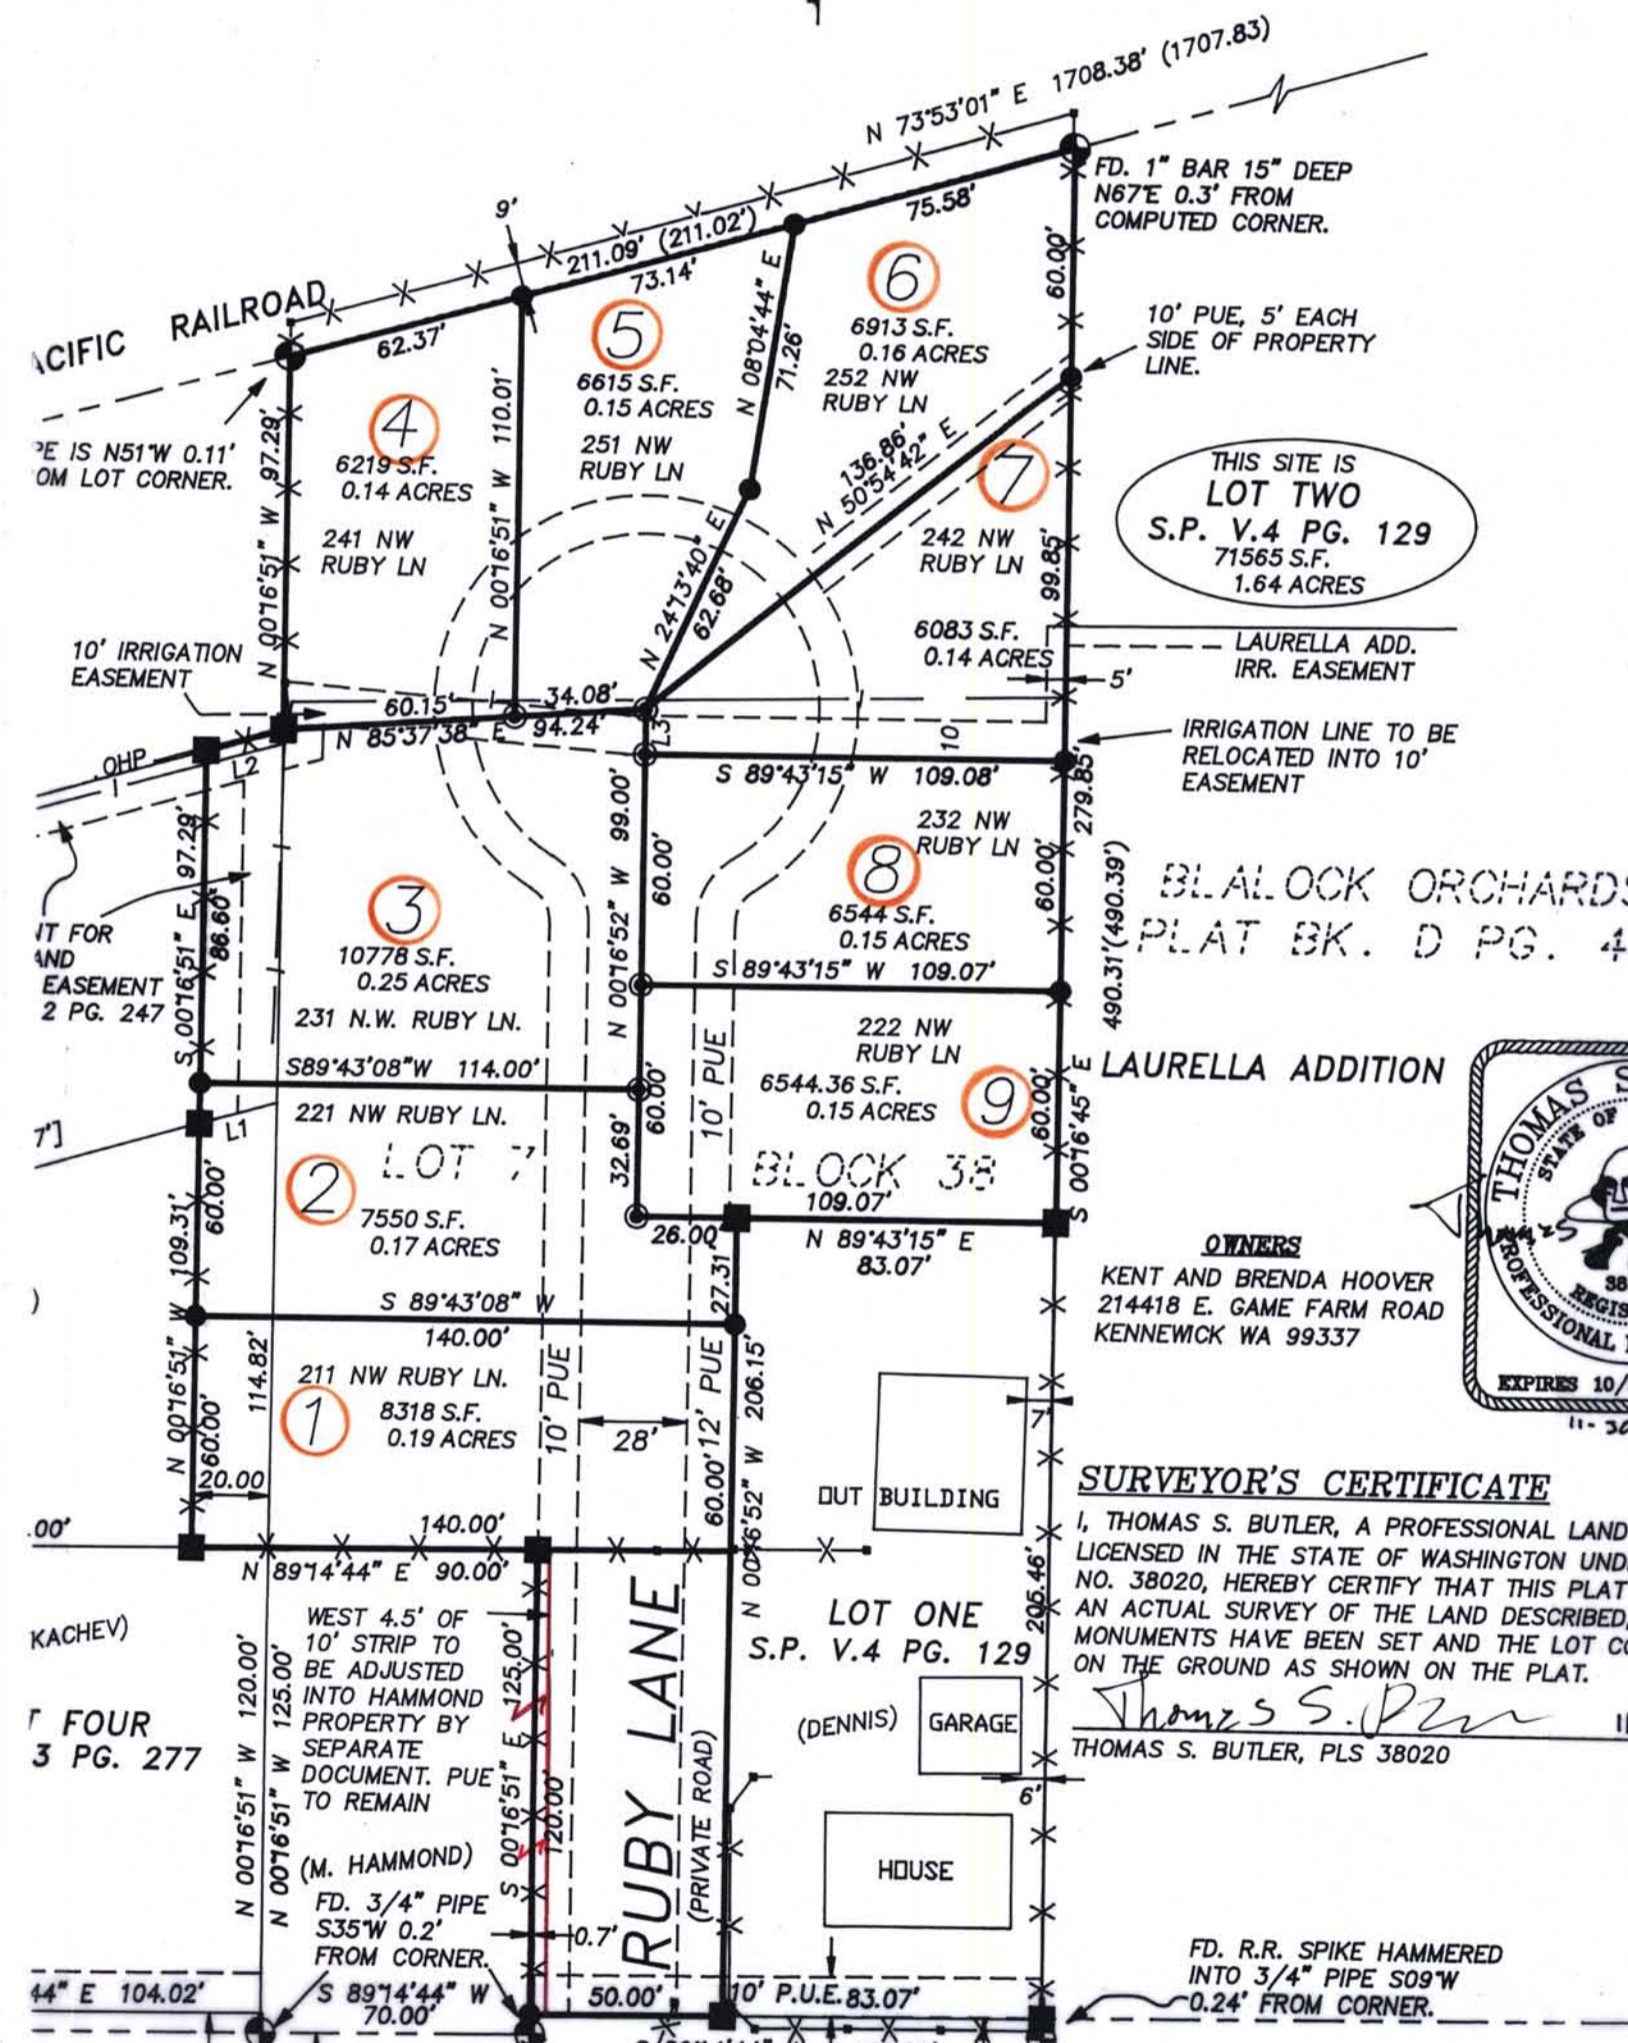 N 73°53'01" E 1708.38' (1707.83)
FD. 1" BAR 15" DEEP
N67°E 0.3' FROM
COMPUTED CORNER.
75.58'
9'
211.09' (211.02')
73.14'
60.00'
ACIFIC RAILROAD
62.37'
6
6913 S.F.
0.16 ACRES
252 NW
RUBY LN
10' PUE, 5' EACH
SIDE OF PROPERTY
LINE.
5
6615 S.F.
0.15 ACRES
251 NW
RUBY LN
N 08°04'44" E
71.26'
4
6219 S.F.
0.14 ACRES
241 NW
RUBY LN
N 00°16'51" W 110.01'
N 00°16'51" W 97.29'
PE IS N51°W 0.11'
OM LOT CORNER.
136.86'
N 50°54'42" E
7
242 NW
RUBY LN
6083 S.F.
0.14 ACRES
99.85'
THIS SITE IS
LOT TWO
S.P. V.4 PG. 129
71565 S.F.
1.64 ACRES
N 24°13'40" E
62.68'
LAURELLA ADD.
IRR. EASEMENT
5'
10' IRRIGATION
EASEMENT
60.15'
34.08'
N 85°37'38" E 94.24'
L3
10'
OHP
L2
S 89°43'15" W 109.08'
IRRIGATION LINE TO BE
RELOCATED INTO 10'
EASEMENT
279.85'
N 00°16'52" W 99.00'
60.00'
232 NW
RUBY LN
8
6544 S.F.
0.15 ACRES
60.00'
490.31'(490.39')
BLALOCK ORCHARDS
PLAT BK. D PG. 4
S 00°16'51" E 97.29'
86.60'
3
10778 S.F.
0.25 ACRES
231 N.W. RUBY LN.
NT FOR
AND
EASEMENT
2 PG. 247
S 89°43'15" W 109.07'
222 NW
RUBY LN
6544.36 S.F.
0.15 ACRES
9
60.00'
S 00°16'45" E
LAURELLA ADDITION
S89°43'08"W 114.00'
221 NW RUBY LN.
LOT 7
60.00'
32.69'
10' PUE
BLOCK 38
7']
L1
2
7550 S.F.
0.17 ACRES
60.00'
N 00°16'51" W 109.31'
109.07'
26.00'
N 89°43'15" E
83.07'
27.31'
OWNERS
KENT AND BRENDA HOOVER
214418 E. GAME FARM ROAD
KENNEWICK WA 99337
THOMAS
STATE OF
38
REGIS
PROFESSIONAL
EXPIRES 10/
11-30
)
S 89°43'08" W
140.00'
114.82'
211 NW RUBY LN.
1
8318 S.F.
0.19 ACRES
60.00'
20.00
10' PUE
28'
12' PUE
60.00'
N 00°16'52" W 206.15'
7'
OUT BUILDING
SURVEYOR'S CERTIFICATE
I, THOMAS S. BUTLER, A PROFESSIONAL LAND
LICENSED IN THE STATE OF WASHINGTON UND
NO. 38020, HEREBY CERTIFY THAT THIS PLAT
AN ACTUAL SURVEY OF THE LAND DESCRIBED,
MONUMENTS HAVE BEEN SET AND THE LOT CO
ON THE GROUND AS SHOWN ON THE PLAT.
THOMAS S. BUTLER, PLS 38020
.00'
140.00'
N 89°14'44" E 90.00'
205.46'
LOT ONE
S.P. V.4 PG. 129
KACHEV)
WEST 4.5' OF
10' STRIP TO
BE ADJUSTED
INTO HAMMOND
PROPERTY BY
SEPARATE
DOCUMENT. PUE
TO REMAIN
T FOUR
3 PG. 277
N 00°16'51" W 120.00'
N 00°16'51" W 125.00'
S 00°16'51" E 125.00'
120.00'
RUBY LANE
(PRIVATE ROAD)
(DENNIS)
GARAGE
6'
HOUSE
(M. HAMMOND)
FD. 3/4" PIPE
S35°W 0.2'
FROM CORNER.
0.7'
FD. R.R. SPIKE HAMMERED
INTO 3/4" PIPE S09°W
0.24' FROM CORNER.
44" E 104.02'
S 89°14'44" W
70.00'
50.00'
10' P.U.E.
83.07'